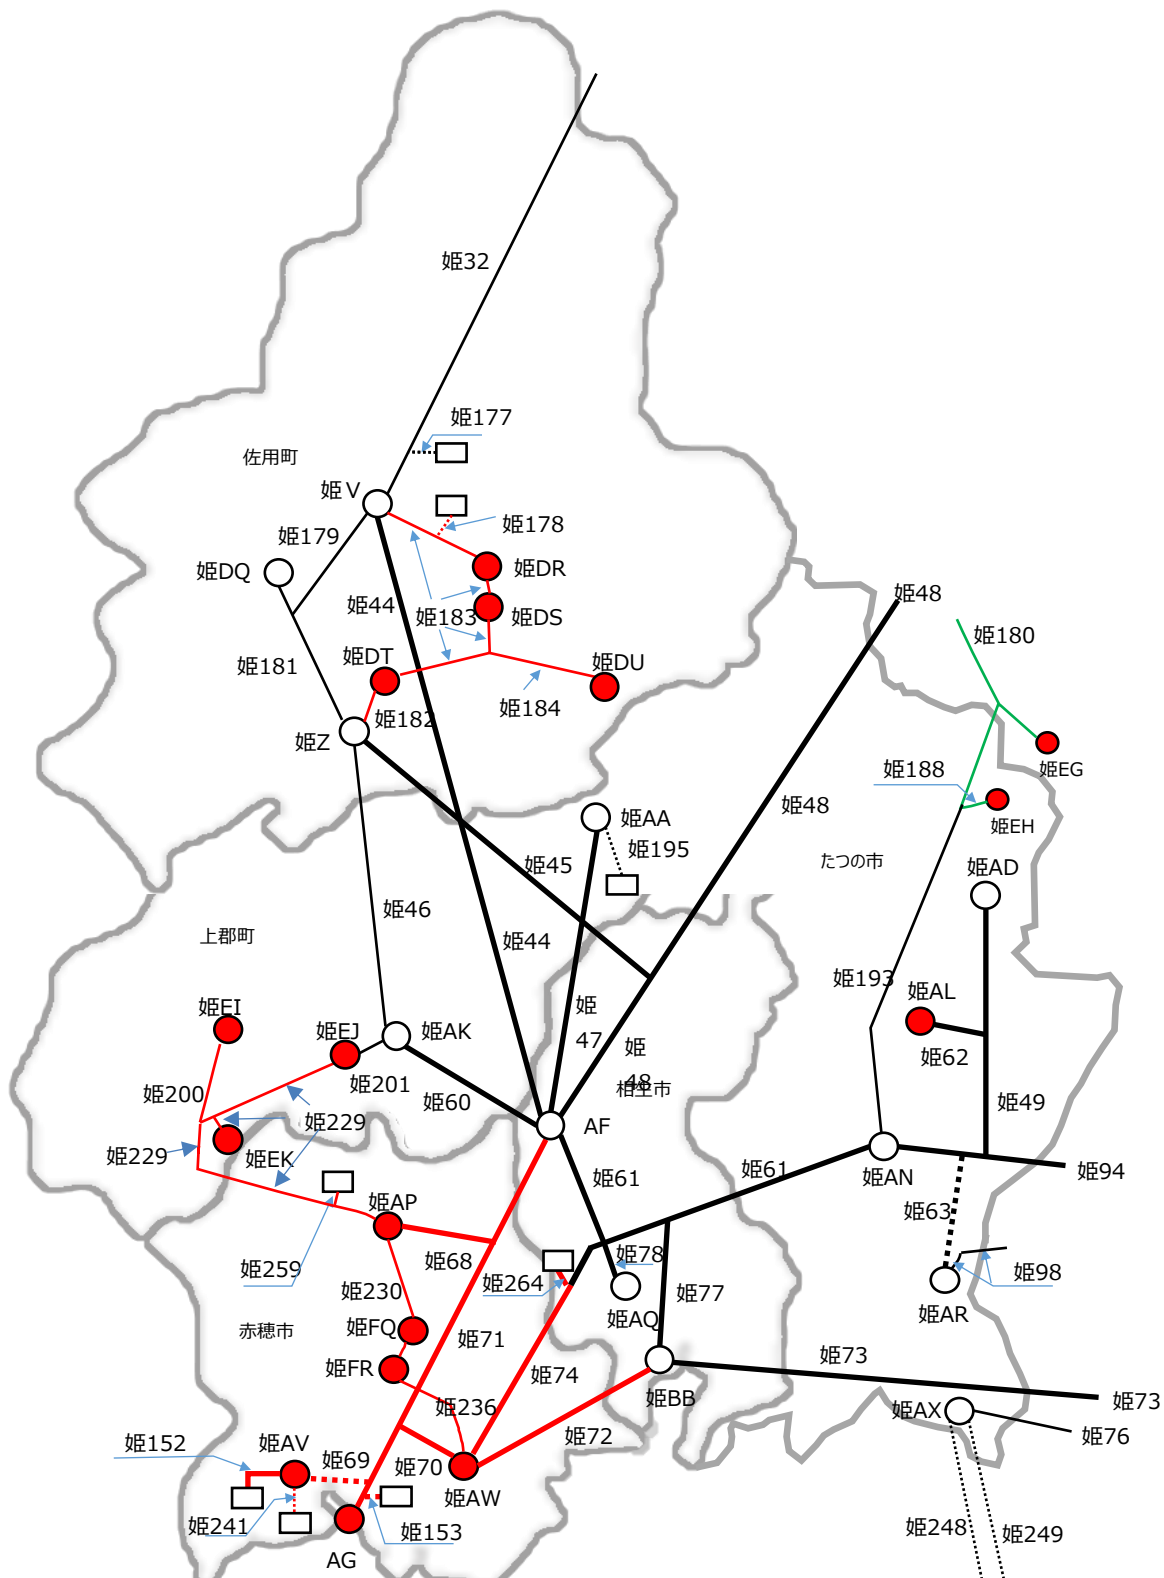 姫32
姫177
佐用町
姫Ｖ
姫178
姫179
姫DQ
姫DR
姫44
姫183
姫DS
姫48
姫180
姫181
姫DT
姫DU
姫182
姫184
姫Z
姫188
姫EG
姫48
姫AA
姫EH
姫195
たつの市
姫45
姫AD
姫46
上郡町
姫44
姫193
姫AL
姫EI
姫
47
姫EJ
姫AK
姫
48
姫62
姫201
相生市
姫200
姫60
姫49
姫229
AF
姫229
姫EK
姫61
姫61
姫AN
姫94
姫AP
姫63
姫68
姫78
姫259
姫264
姫98
姫230
姫77
姫AR
姫AQ
赤穂市
姫FQ
姫71
姫73
姫FR
姫74
姫BB
姫73
姫236
姫AX
姫152
姫AV
姫72
姫76
姫69
姫70
姫AW
姫241
姫153
姫248
姫249
AG